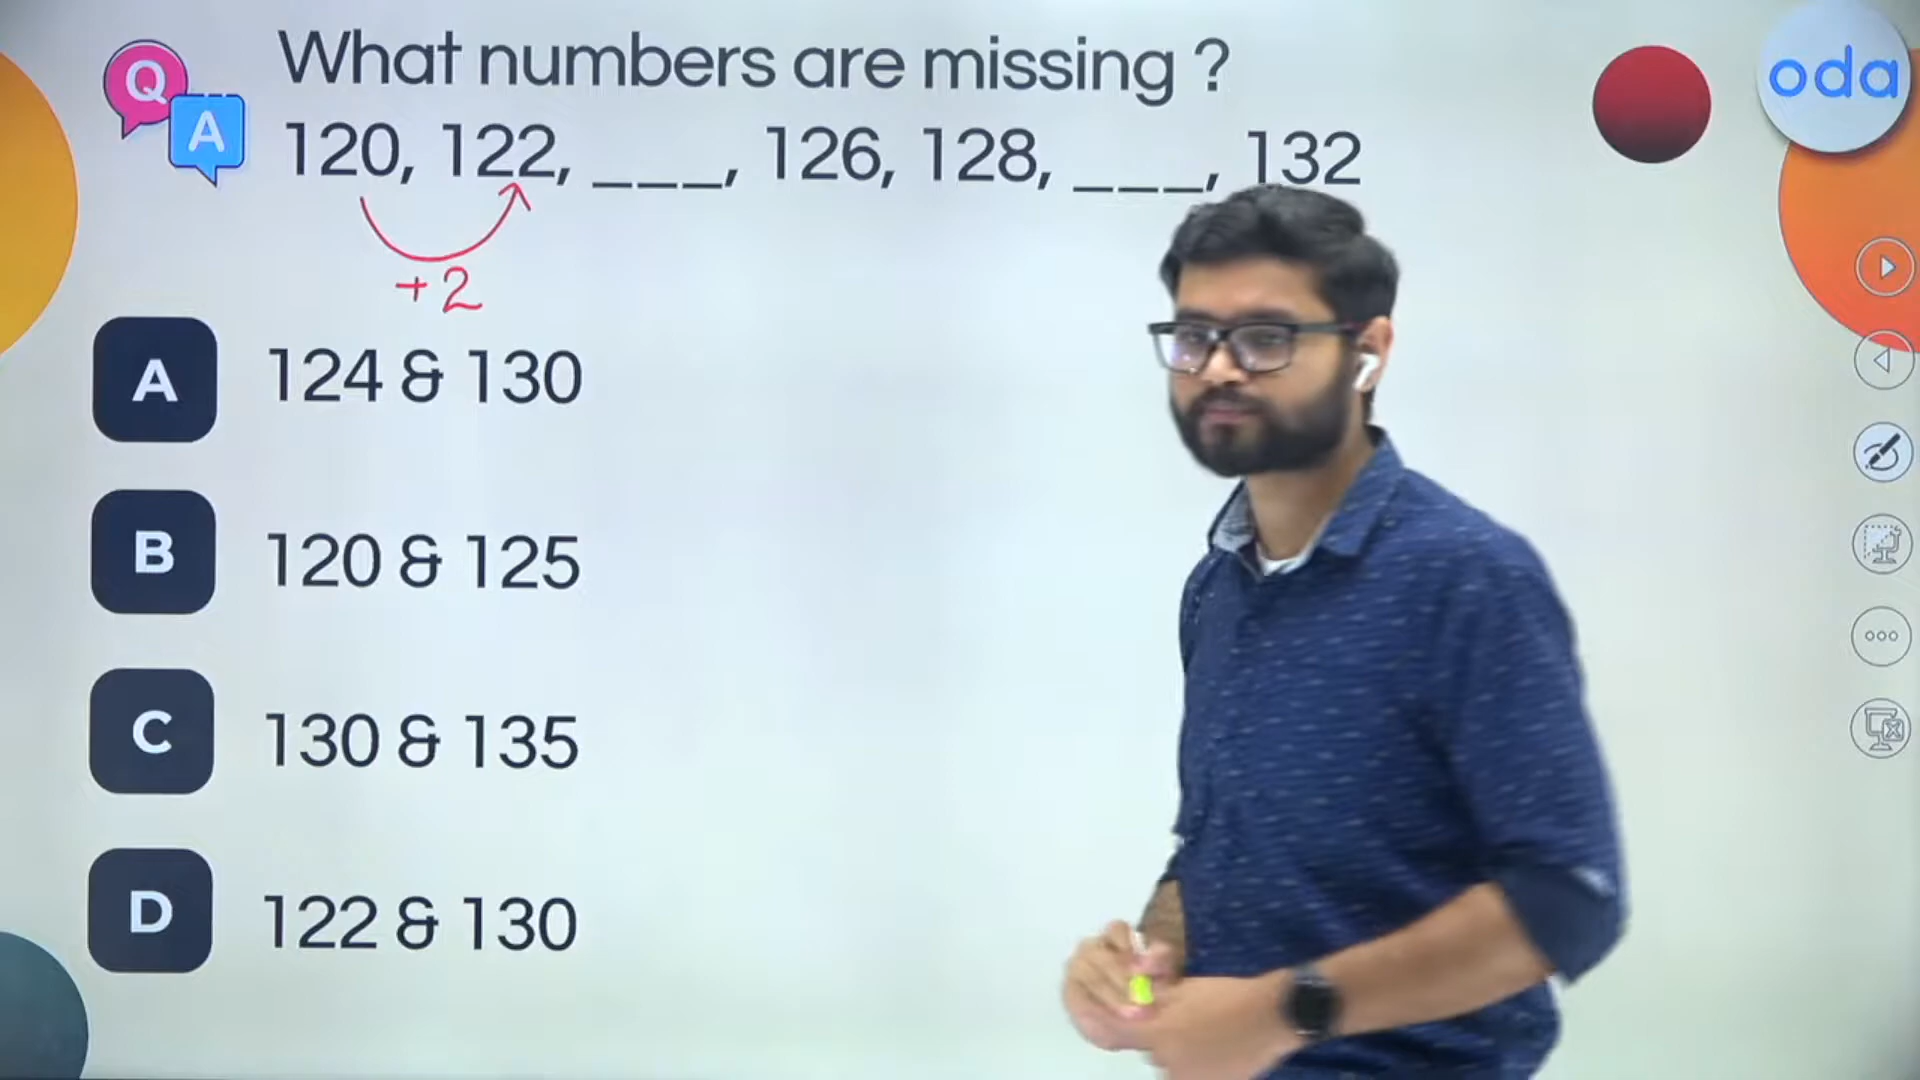 Q
A
What numbers are missing ?
120, 122, ___, 126, 128, ___, 132
+2
A 124 & 130
B 120 & 125
C 130 & 135
D 122 & 130
oda